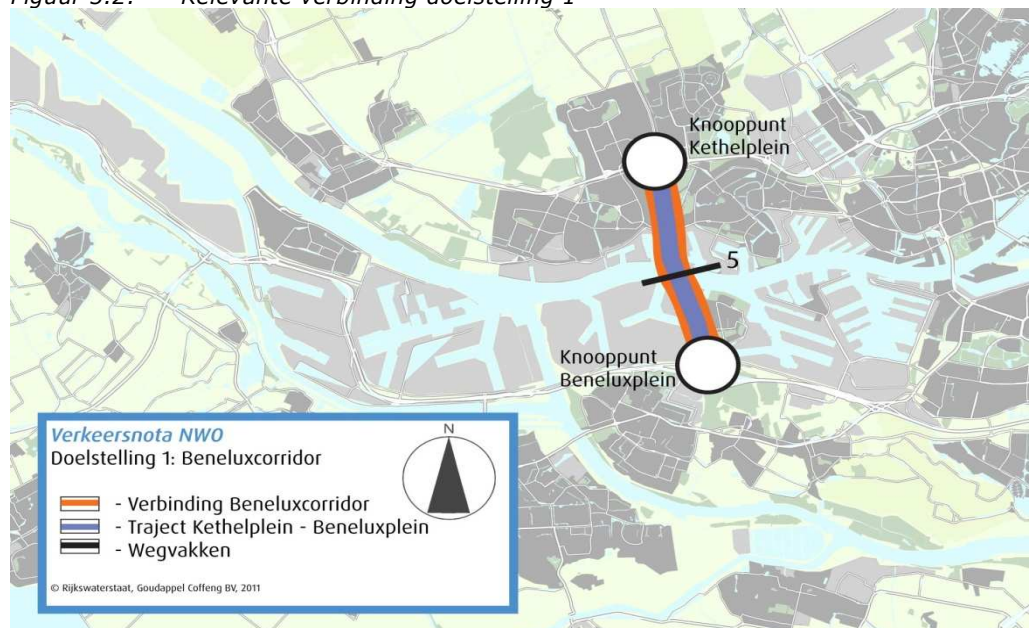 Figuur 3.2: Relevante verbinding doelstelling 1
Knooppunt
Kethelplein
5
Knooppunt
Beneluxplein
Verkeersnota NWO
Doelstelling 1: Beneluxcorridor
N
- Verbinding Beneluxcorridor
- Traject Kethelplein - Beneluxplein
- Wegvakken
© Rijkswaterstaat, Goudappel Coffeng BV, 2011